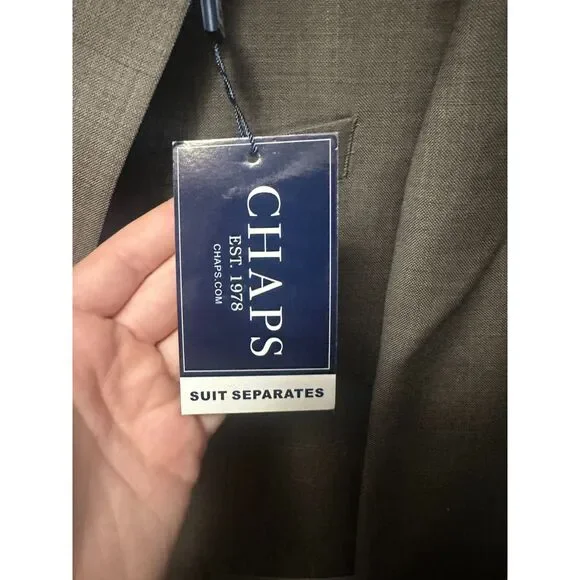 CHAPS
EST. 1978
CHAPS.COM
SUIT SEPARATES